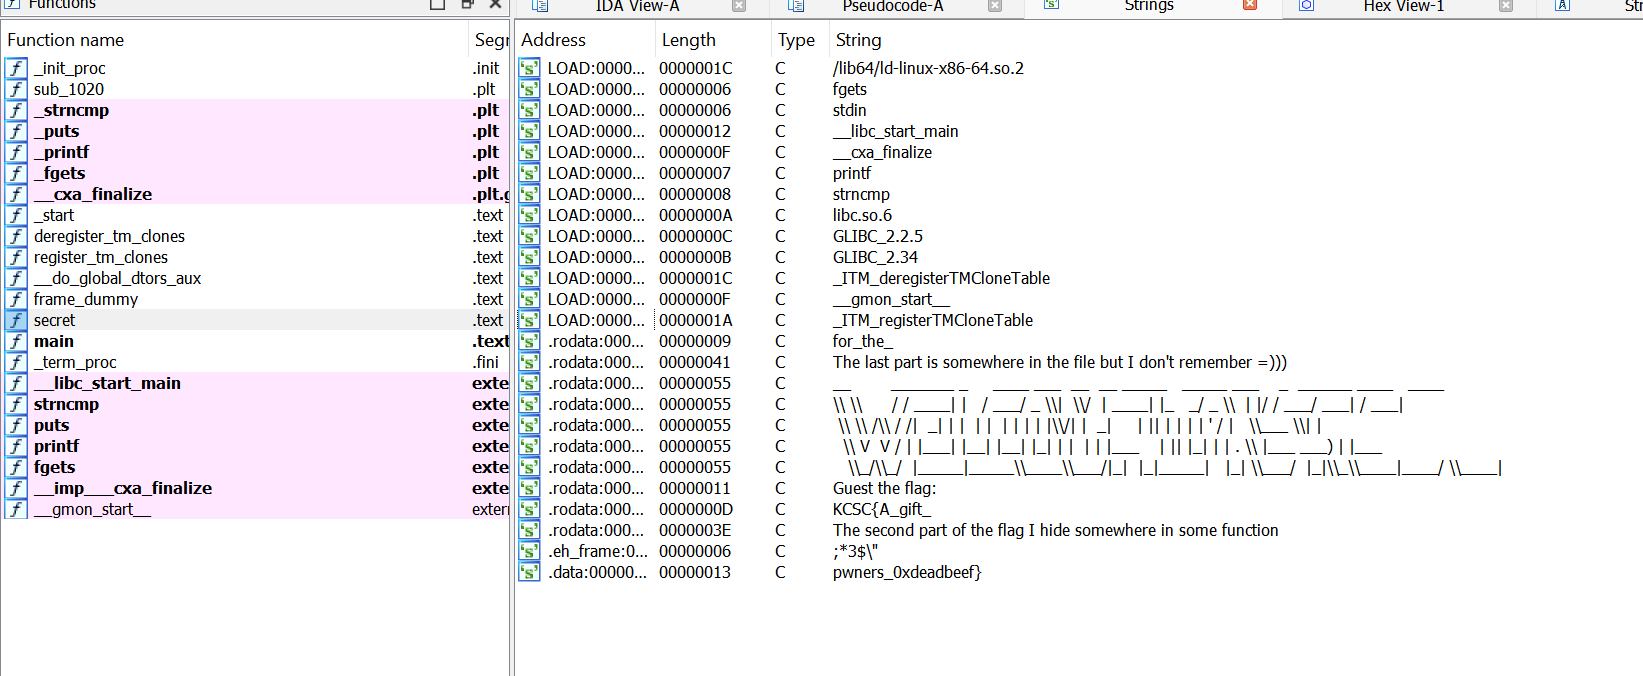 Functions
IDA View-A Pseudocode-A Strings Hex View-1
Function name Segr Address Length Type String
_init_proc .init LOAD:0000... 0000001C C /lib64/ld-linux-x86-64.so.2
sub_1020 .plt LOAD:0000... 00000006 C fgets
_strncmp .plt LOAD:0000... 00000006 C stdin
_puts .plt LOAD:0000... 00000012 C __libc_start_main
_printf .plt LOAD:0000... 0000000F C __cxa_finalize
_fgets .plt LOAD:0000... 00000007 C printf
__cxa_finalize .plt.g LOAD:0000... 00000008 C strncmp
_start .text LOAD:0000... 0000000A C libc.so.6
deregister_tm_clones .text LOAD:0000... 0000000C C GLIBC_2.2.5
register_tm_clones .text LOAD:0000... 0000000B C GLIBC_2.34
__do_global_dtors_aux .text LOAD:0000... 0000001C C _ITM_deregisterTMCloneTable
frame_dummy .text LOAD:0000... 0000000F C __gmon_start__
secret .text LOAD:0000... 0000001A C _ITM_registerTMCloneTable
main .text .rodata:000... 00000009 C for_the_
_term_proc .fini .rodata:000... 00000041 C The last part is somewhere in the file but I don't remember =)))
__libc_start_main exte .rodata:000... 00000055 C
strncmp exte .rodata:000... 00000055 C
puts exte .rodata:000... 00000055 C
printf exte .rodata:000... 00000055 C
fgets exte .rodata:000... 00000055 C
__imp___cxa_finalize exte .rodata:000... 00000011 C Guest the flag:
__gmon_start__ extern .rodata:000... 0000000D C KCSC{A_gift_
.rodata:000... 0000003E C The second part of the flag I hide somewhere in some function
.eh_frame:0... 00000006 C ;*3$\"
.data:00000... 00000013 C pwners_0xdeadbeef}